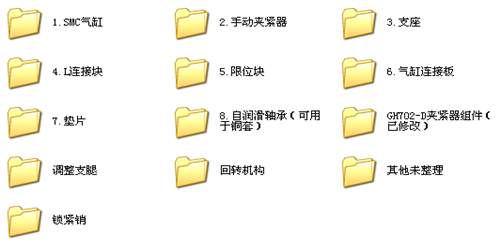 1.SMC气缸
2.手动夹紧器
3.支座
4.L连接块
5.限位块
6.气缸连接板
7.垫片
8.自润滑轴承(可用
于铜套)
GH702-D夹紧器组件(
已修改)
调整支腿
回转机构
其他未整理
锁紧销